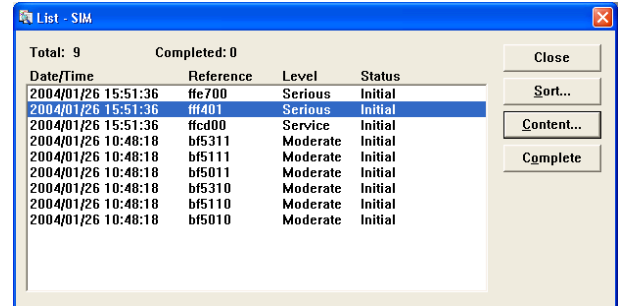 List - SIM
Total: 9 Completed: 0
Date/Time Reference Level Status
2004/01/26 15:51:36 ffe700 Serious Initial
2004/01/26 15:51:36 fff401 Serious Initial
2004/01/26 15:51:36 ffcd00 Service Initial
2004/01/26 10:48:18 bf5311 Moderate Initial
2004/01/26 10:48:18 bf5111 Moderate Initial
2004/01/26 10:48:18 bf5011 Moderate Initial
2004/01/26 10:48:18 bf5310 Moderate Initial
2004/01/26 10:48:18 bf5110 Moderate Initial
2004/01/26 10:48:18 bf5010 Moderate Initial
Close
Sort...
Content...
Complete